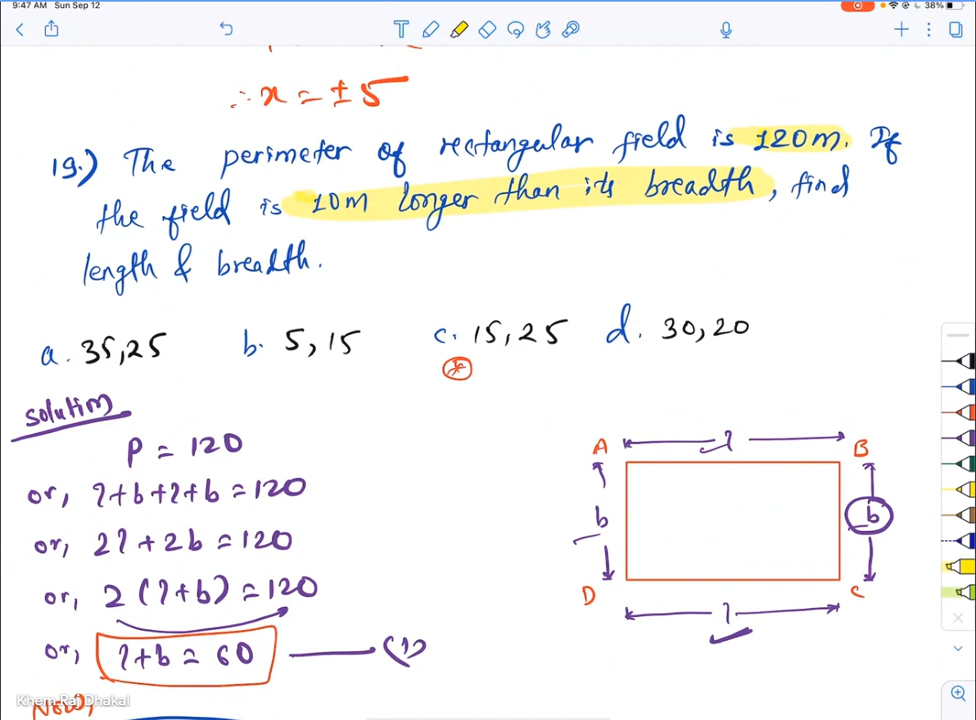 9:47 AM Sun Sep 12
38%
∴ x = ±5
19.) The perimeter of rectangular field is 120m. If
the field is 10m longer than its breadth, find
length & breadth.
a. 35,25 b. 5,15 c. 15,25 d. 30,20
solution
P = 120
or, l+b+l+b = 120
or, 2l + 2b = 120
or, 2 (l+b) = 120
or, l+b = 60 — (1)
A l B
b b
D l C
Now,
Khem Raj Dhakal